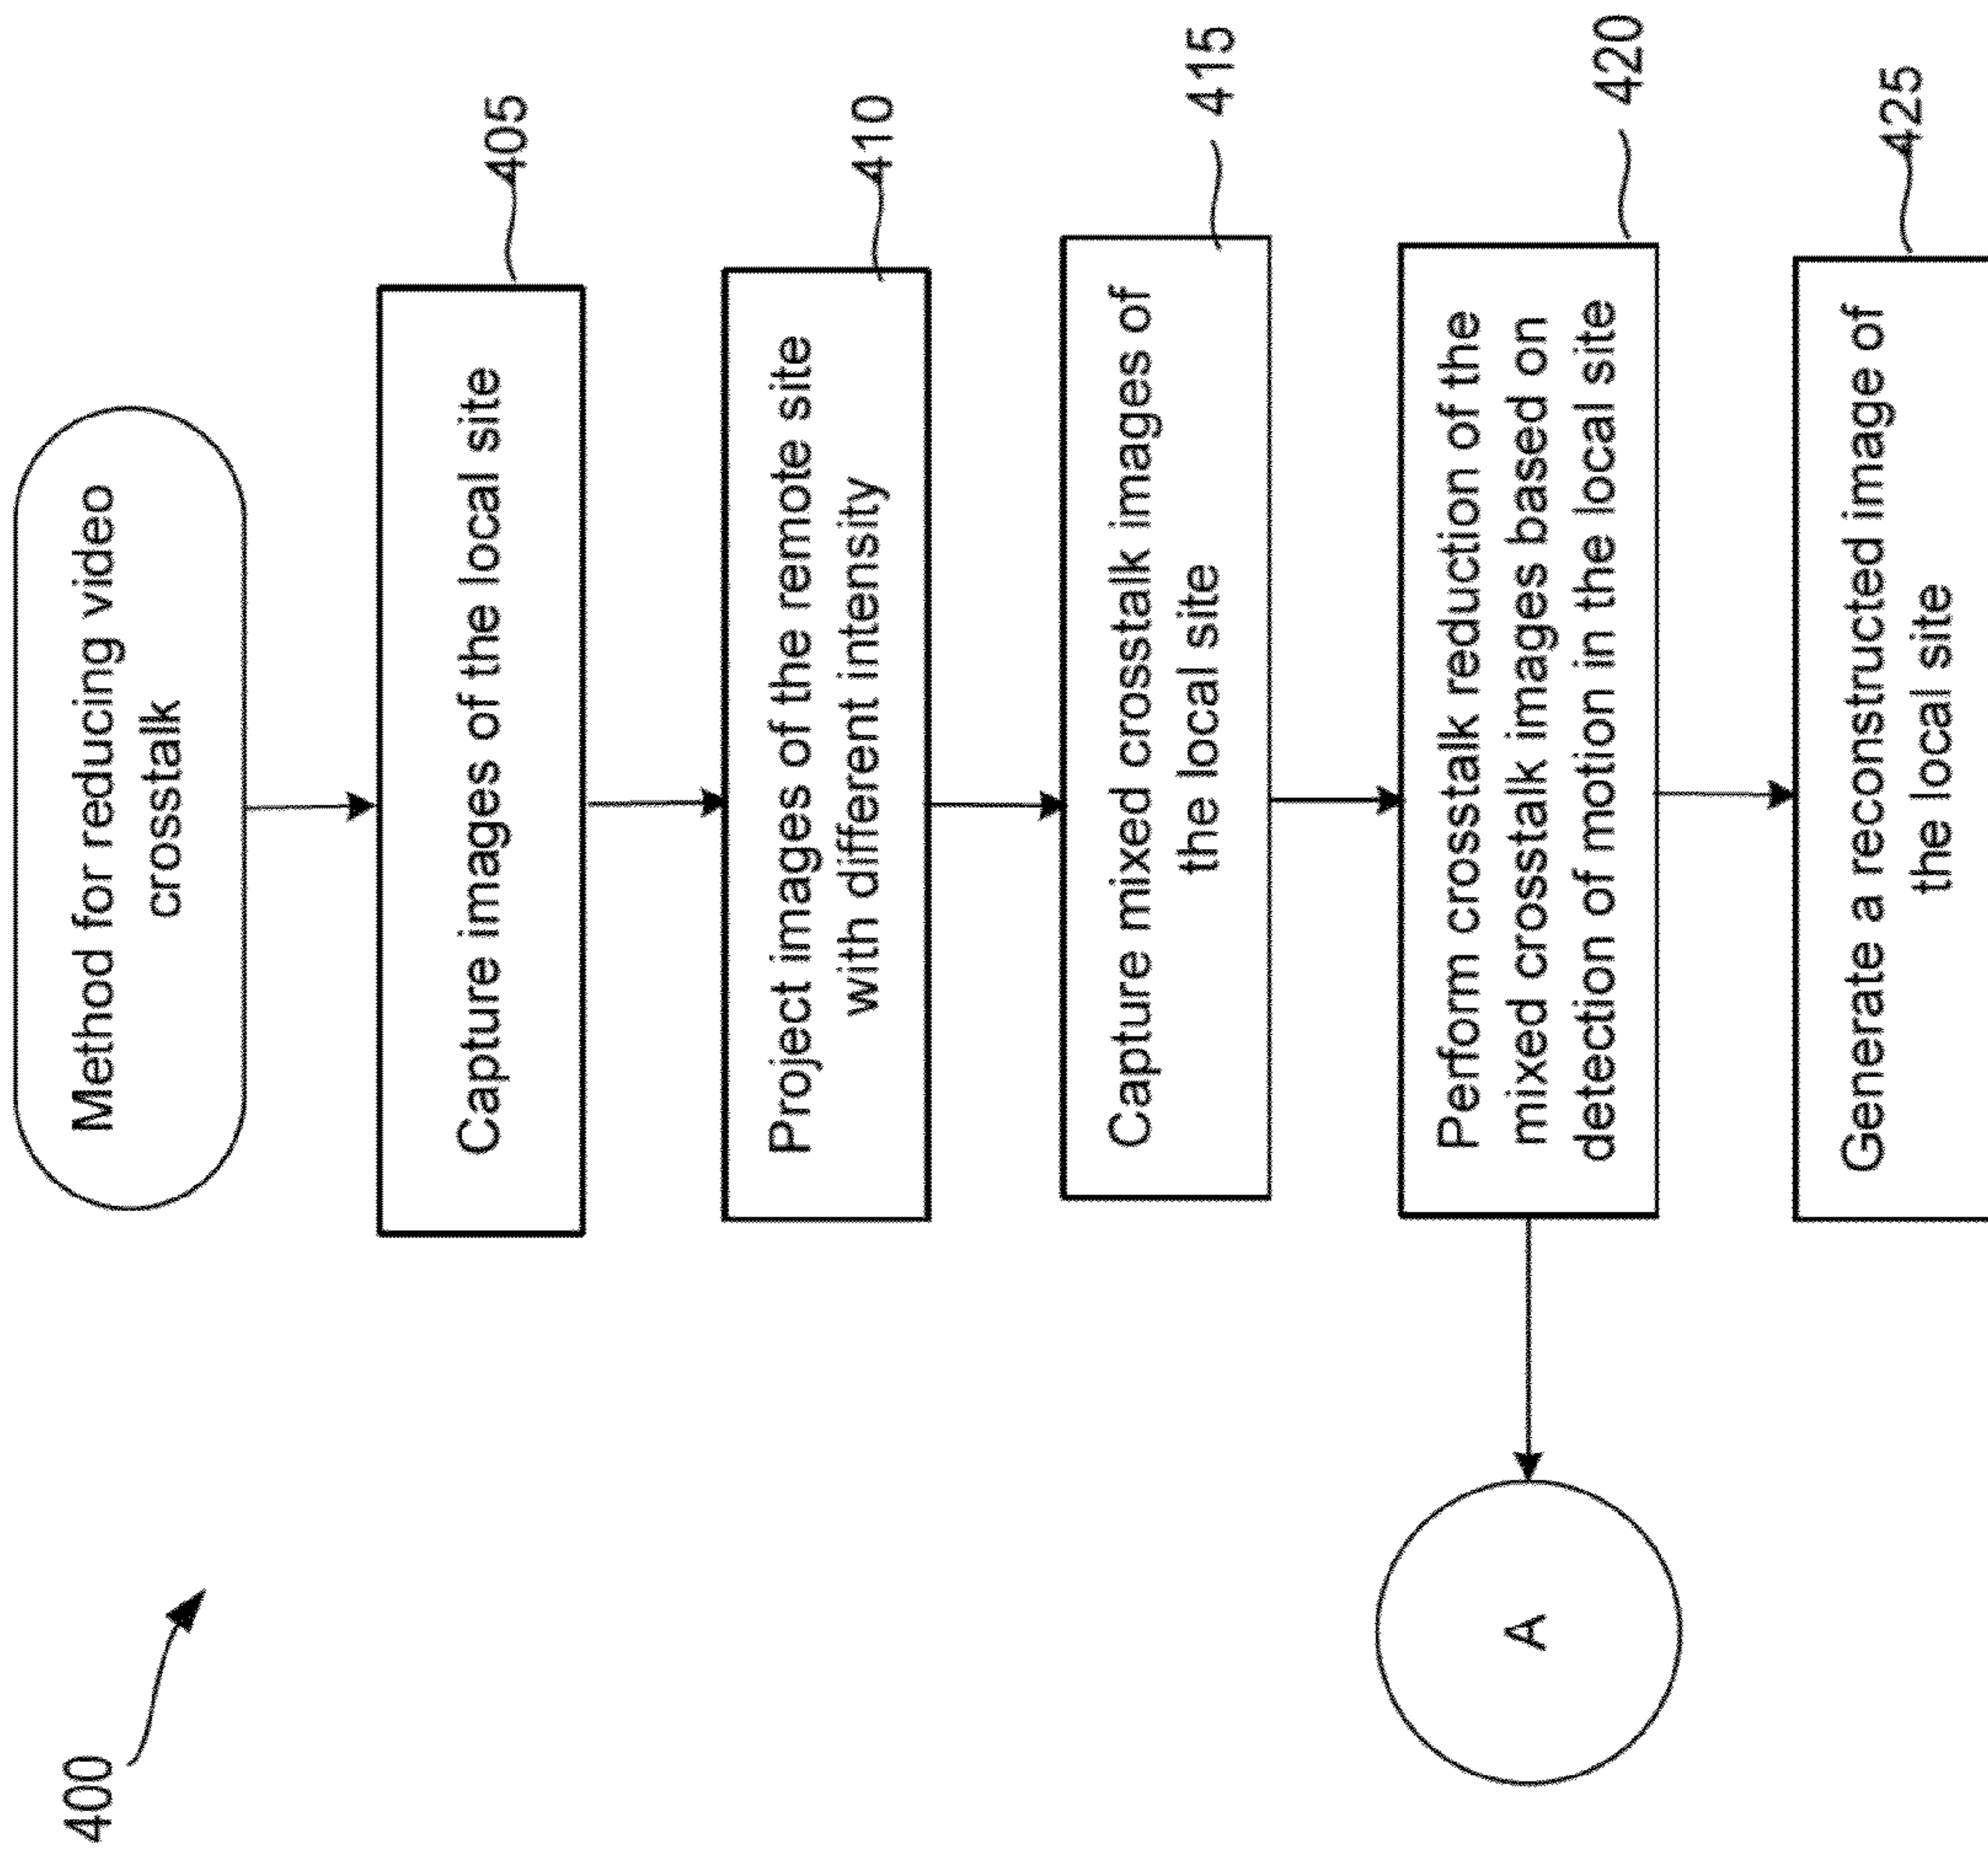 400
Method for reducing video
crosstalk
Capture images of the local site
405
Project images of the remote site
with different intensity
410
Capture mixed crosstalk images of
the local site
415
Perform crosstalk reduction of the
mixed crosstalk images based on
detection of motion in the local site
420
A
Generate a reconstructed image of
the local site
425